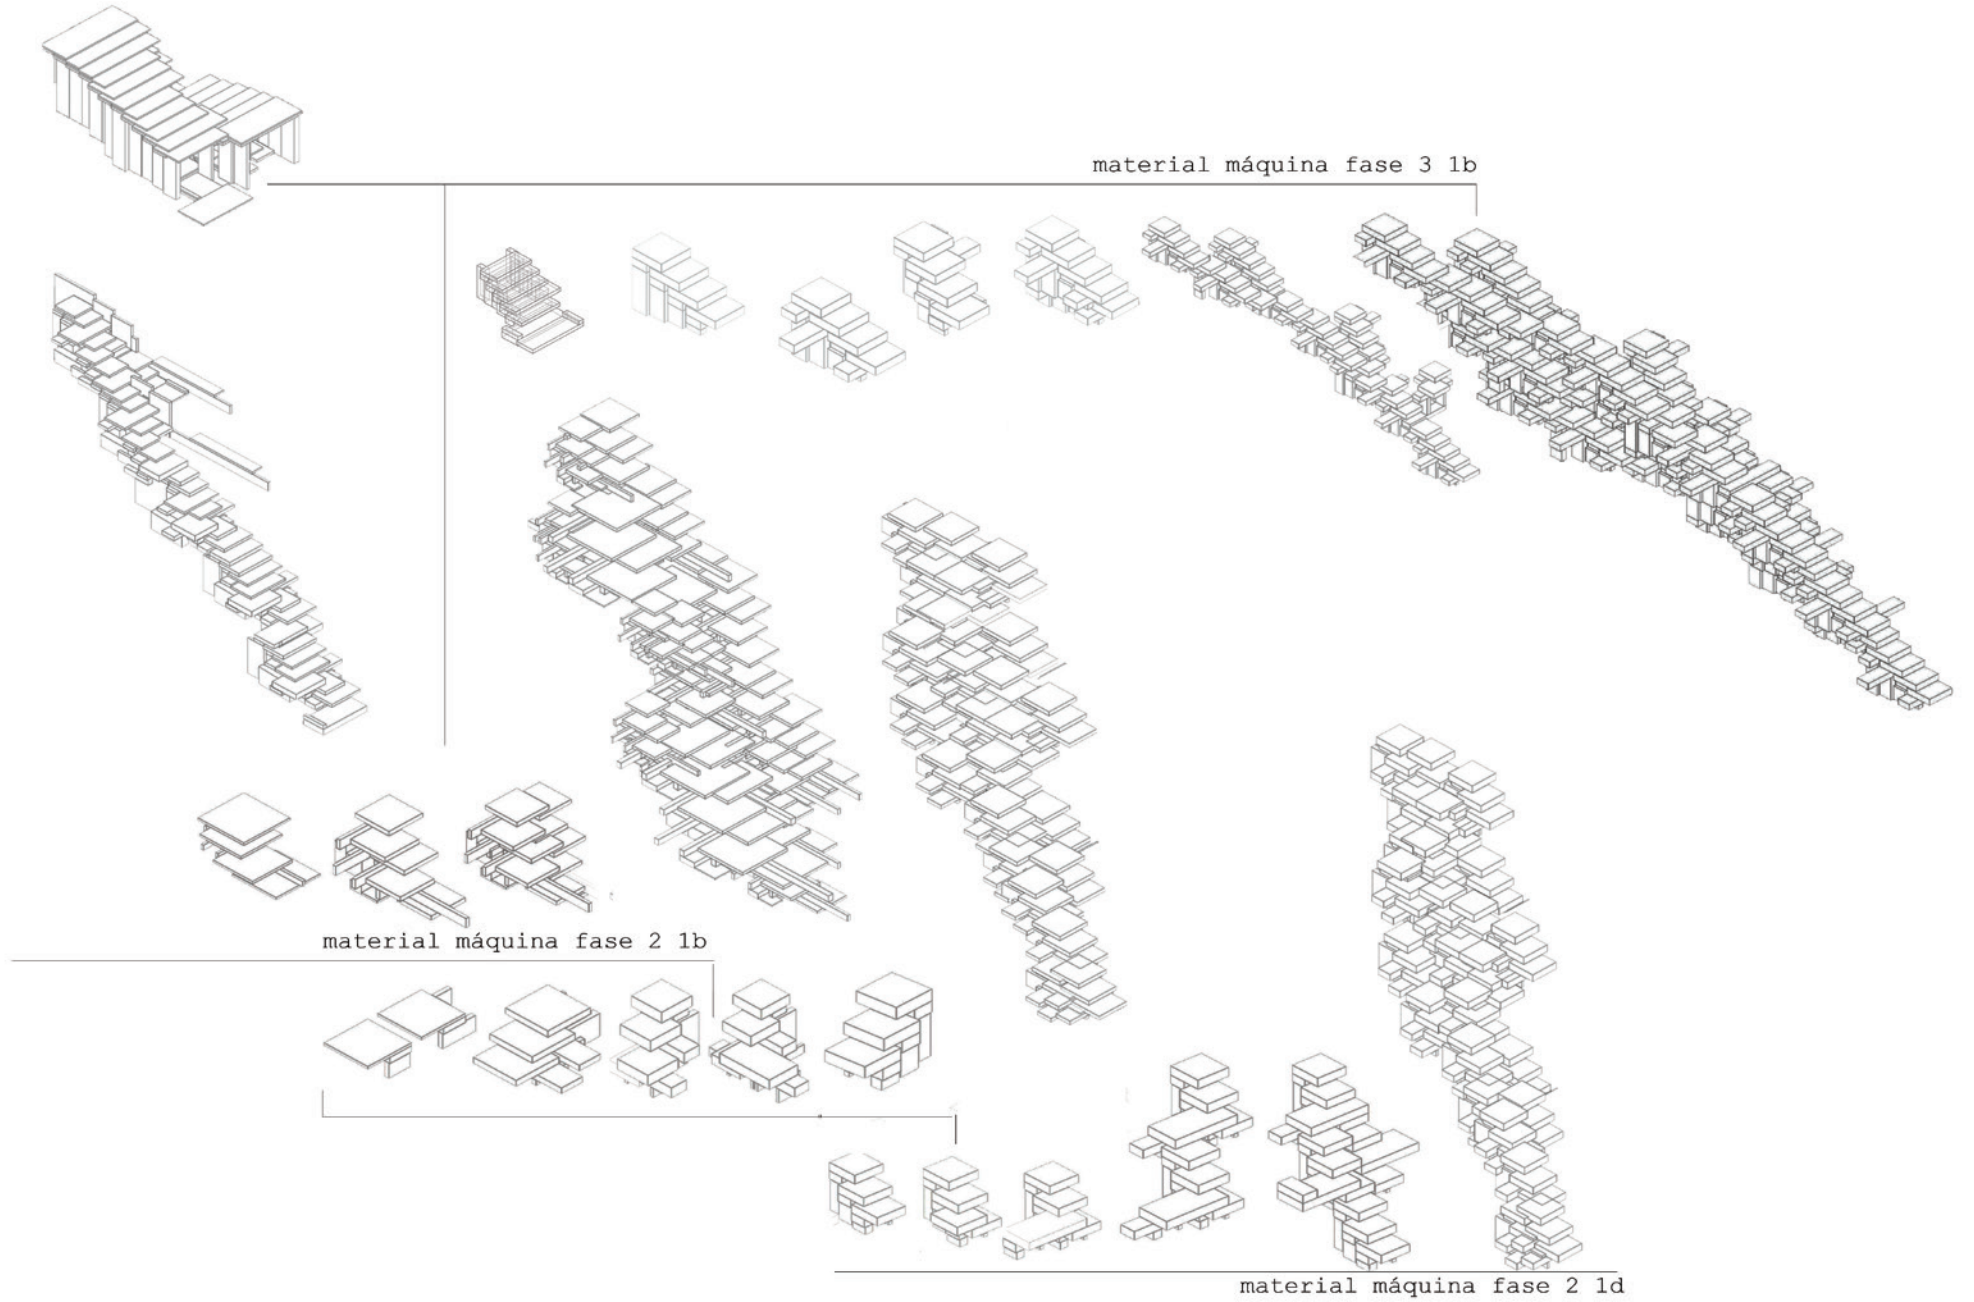 material máquina fase 3 1b
material máquina fase 2 1b
material máquina fase 2 1d